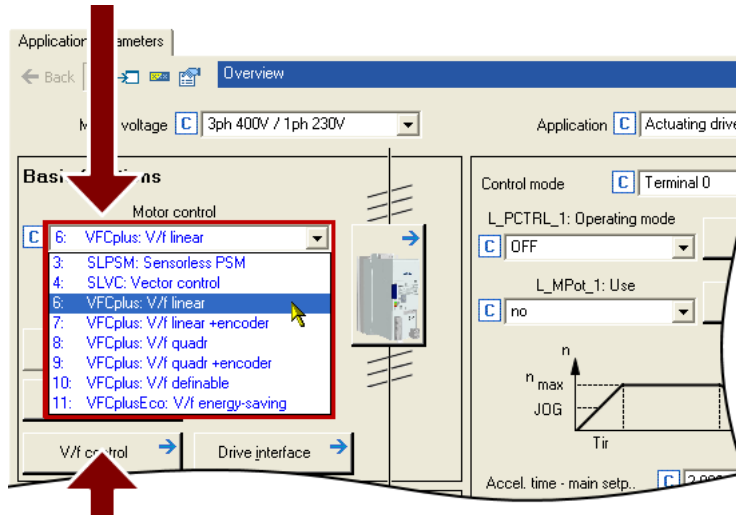 Application Parameters
Back
Overview
voltage C 3ph 400V / 1ph 230V
Application C Actuating drive
Motor control
C 6: VFCplus: V/f linear
3: SLPSM: Sensorless PSM
4: SLVC: Vector control
6: VFCplus: V/f linear
7: VFCplus: V/f linear +encoder
8: VFCplus: V/f quadr
9: VFCplus: V/f quadr +encoder
10: VFCplus: V/f definable
11: VFCplusEco: V/f energy-saving
V/f control
Drive interface
Control mode C Terminal 0
L_PCTRL_1: Operating mode
C OFF
L_MPot_1: Use
C no
n
n max
JOG
Tir
Accel. time - main setp.. C